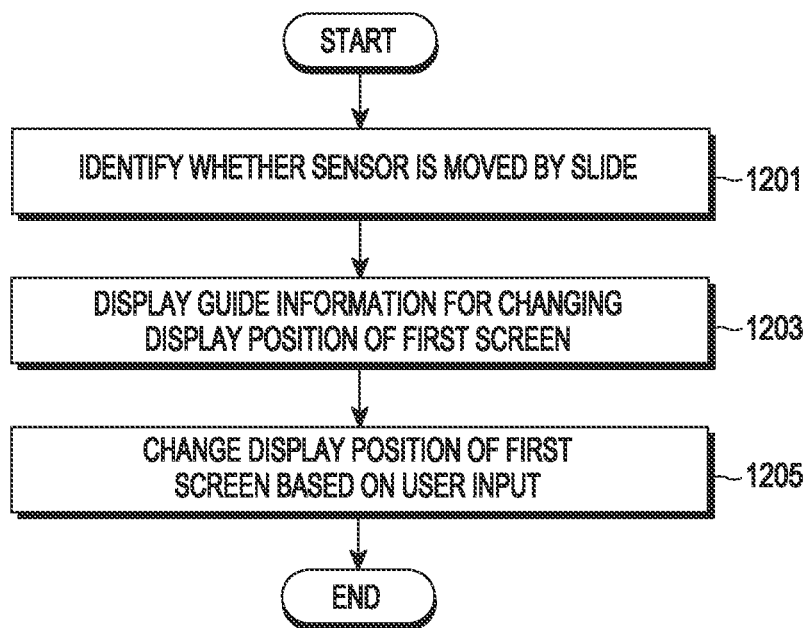 START
IDENTIFY WHETHER SENSOR IS MOVED BY SLIDE
1201
DISPLAY GUIDE INFORMATION FOR CHANGING
DISPLAY POSITION OF FIRST SCREEN
1203
CHANGE DISPLAY POSITION OF FIRST
SCREEN BASED ON USER INPUT
1205
END